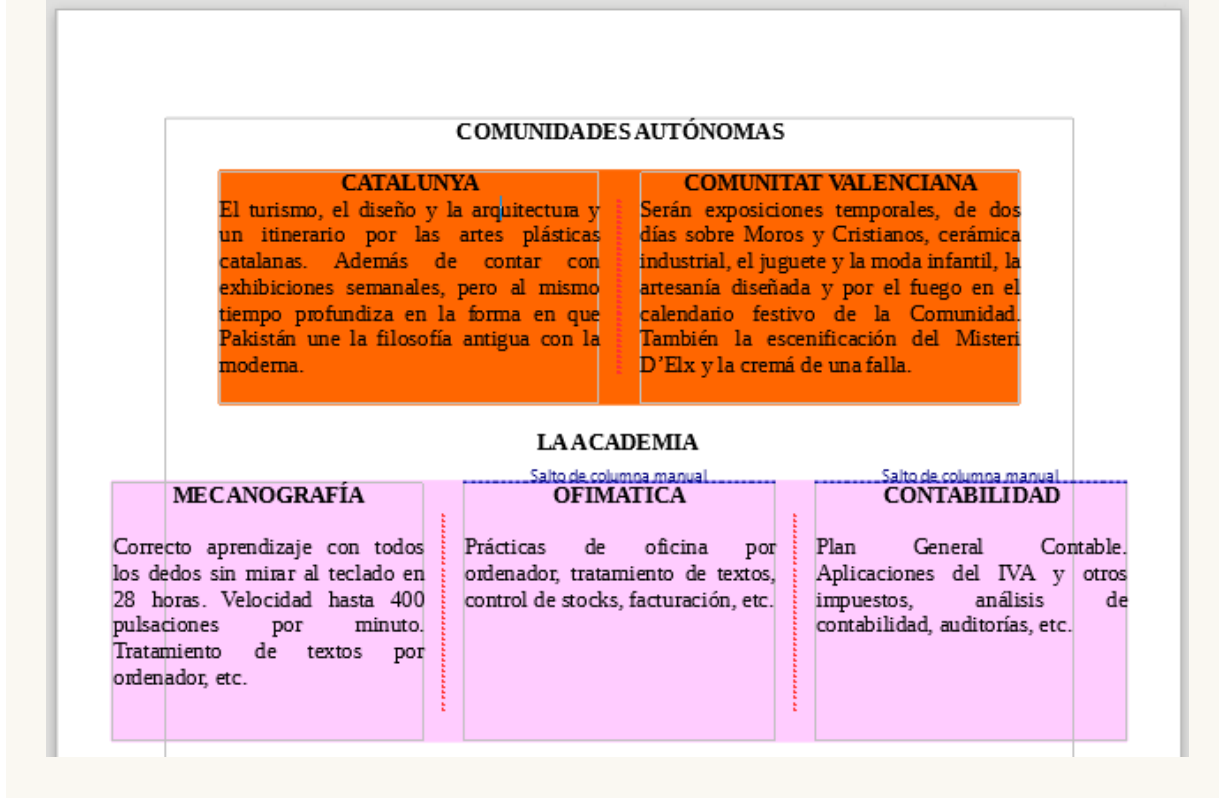 COMUNIDADES AUTÓNOMAS
CATALUNYA
El turismo, el diseño y la arquitectura y
un itinerario por las artes plásticas
catalanas. Además de contar con
exhibiciones semanales, pero al mismo
tiempo profundiza en la forma en que
Pakistán une la filosofía antigua con la
moderna.
COMUNITAT VALENCIANA
Serán exposiciones temporales, de dos
días sobre Moros y Cristianos, cerámica
industrial, el juguete y la moda infantil, la
artesanía diseñada y por el fuego en el
calendario festivo de la Comunidad.
También la escenificación del Misteri
D’Elx y la cremá de una falla.
LA ACADEMIA
MECANOGRAFÍA
Correcto aprendizaje con todos
los dedos sin mirar al teclado en
28 horas. Velocidad hasta 400
pulsaciones por minuto.
Tratamiento de textos por
ordenador, etc.
Salto de columna manual
OFIMATICA
Prácticas de oficina por
ordenador, tratamiento de textos,
control de stocks, facturación, etc.
Salto de columna manual
CONTABILIDAD
Plan General Contable.
Aplicaciones del IVA y otros
impuestos, análisis de
contabilidad, auditorías, etc.